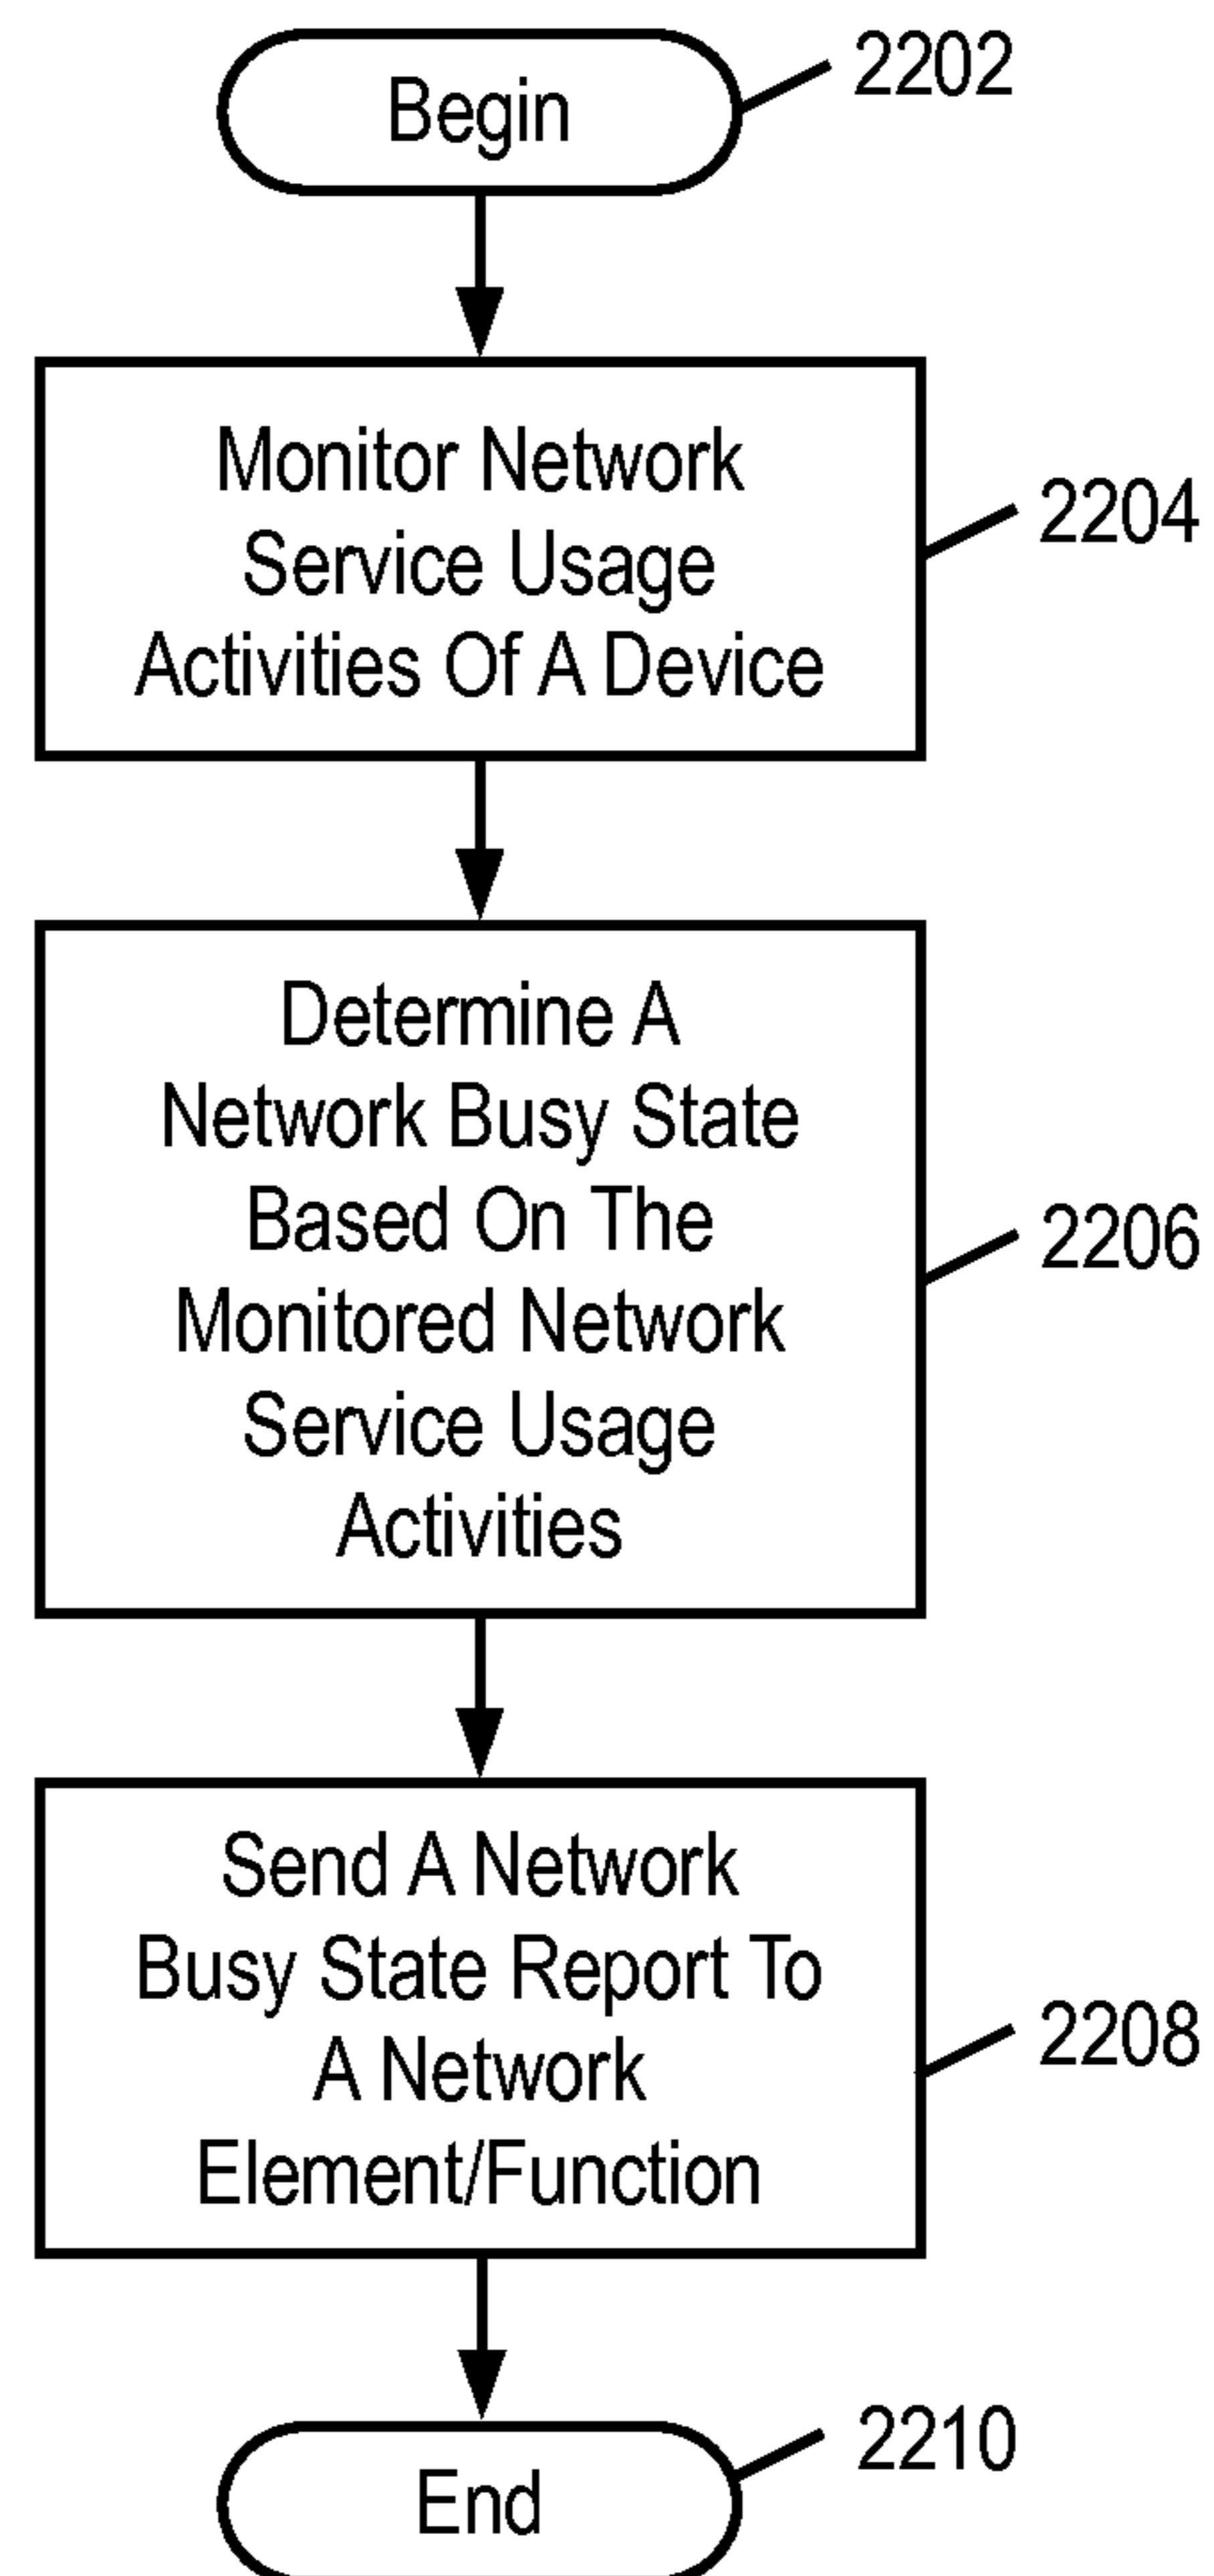 Begin
2202
Monitor Network
Service Usage
Activities Of A Device
2204
Determine A
Network Busy State
Based On The
Monitored Network
Service Usage
Activities
2206
Send A Network
Busy State Report To
A Network
Element/Function
2208
End
2210